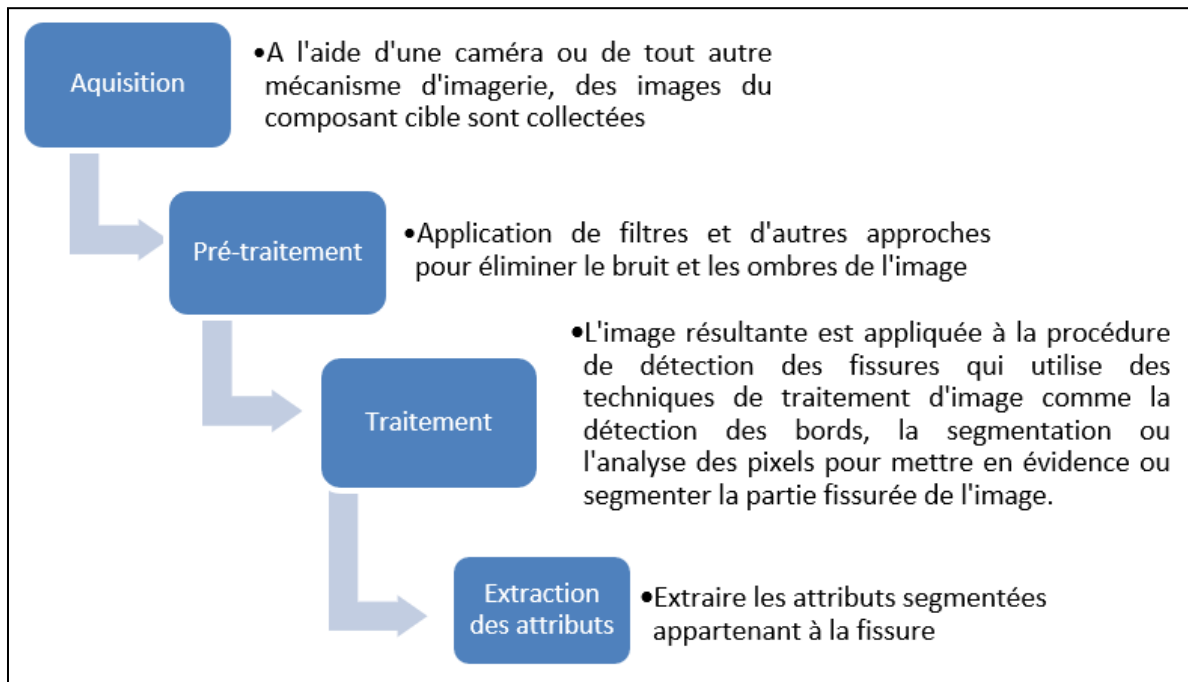 Aquisition
•A l'aide d'une caméra ou de tout autre
mécanisme d'imagerie, des images du
composant cible sont collectées
Pré-traitement
•Application de filtres et d'autres approches
pour éliminer le bruit et les ombres de l'image
Traitement
•L'image résultante est appliquée à la procédure
de détection des fissures qui utilise des
techniques de traitement d'image comme la
détection des bords, la segmentation ou
l'analyse des pixels pour mettre en évidence ou
segmenter la partie fissurée de l'image.
Extraction
des attributs
•Extraire les attributs segmentées
appartenant à la fissure